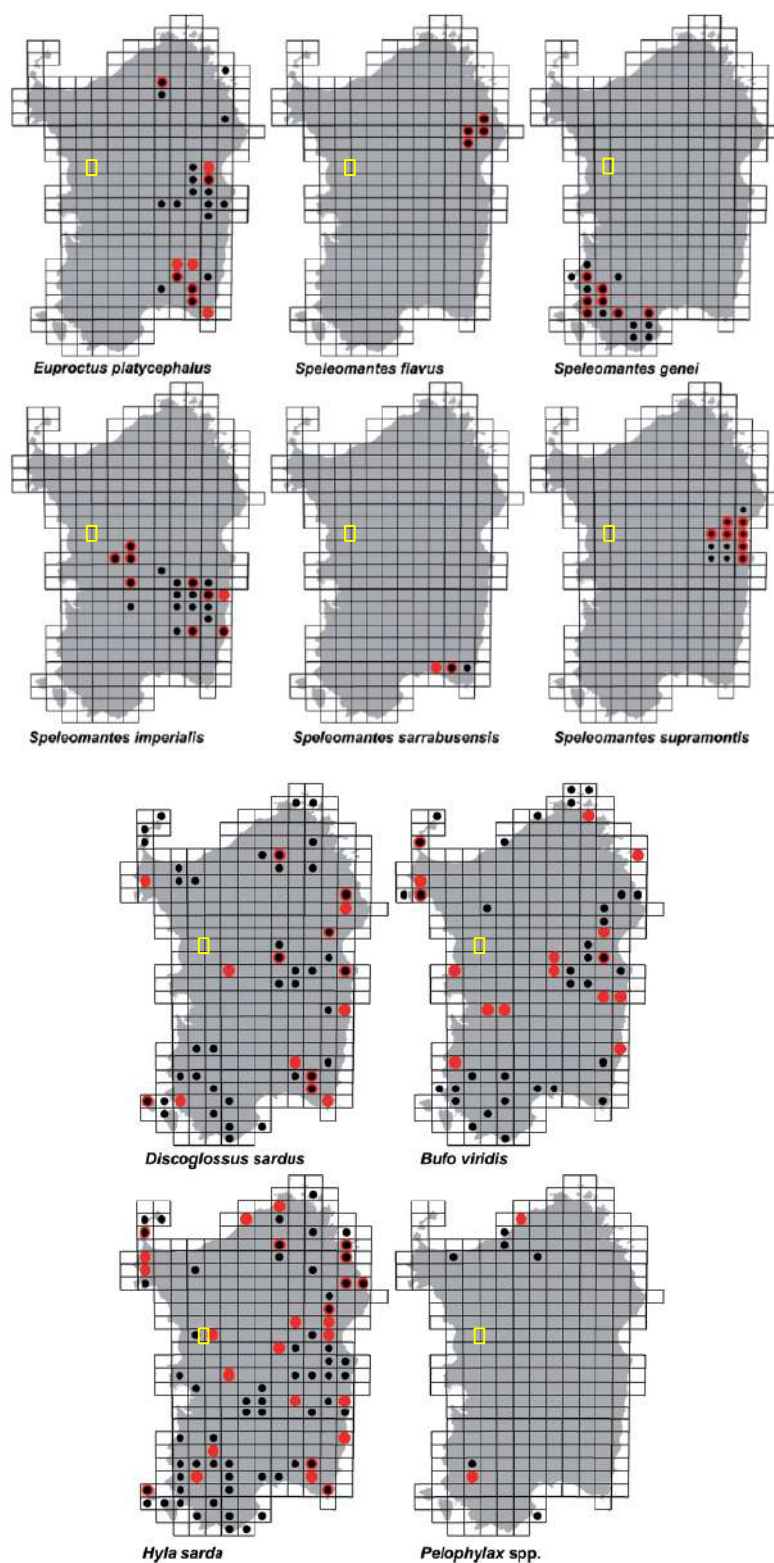 Euproctus platycephalus
Speleomantes flavus
Speleomantes genei
Speleomantes imperialis
Speleomantes sarrabusensis
Speleomantes supramontis
Discoglossus sardus
Bufo viridis
Hyla sarda
Pelophylax spp.